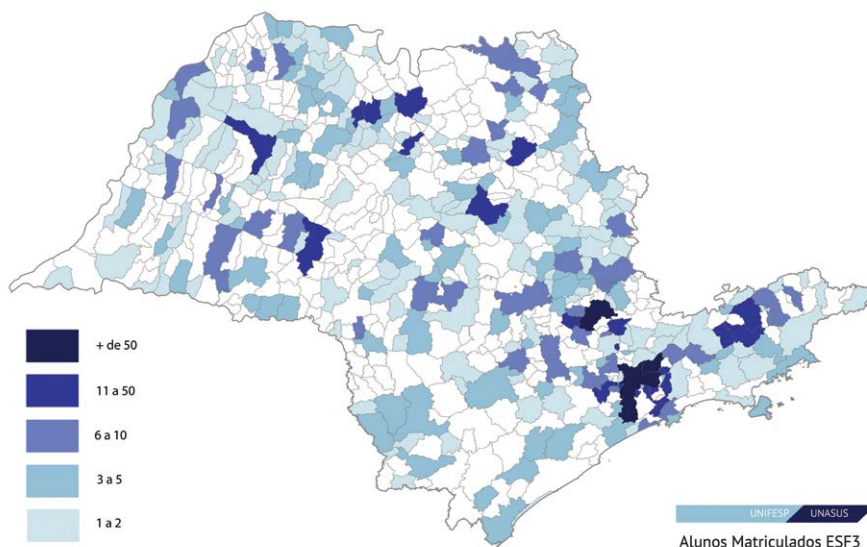 + de 50
11 a 50
6 a 10
3 a 5
1 a 2
UNIFESP UNASUS
Alunos Matriculados ESF3